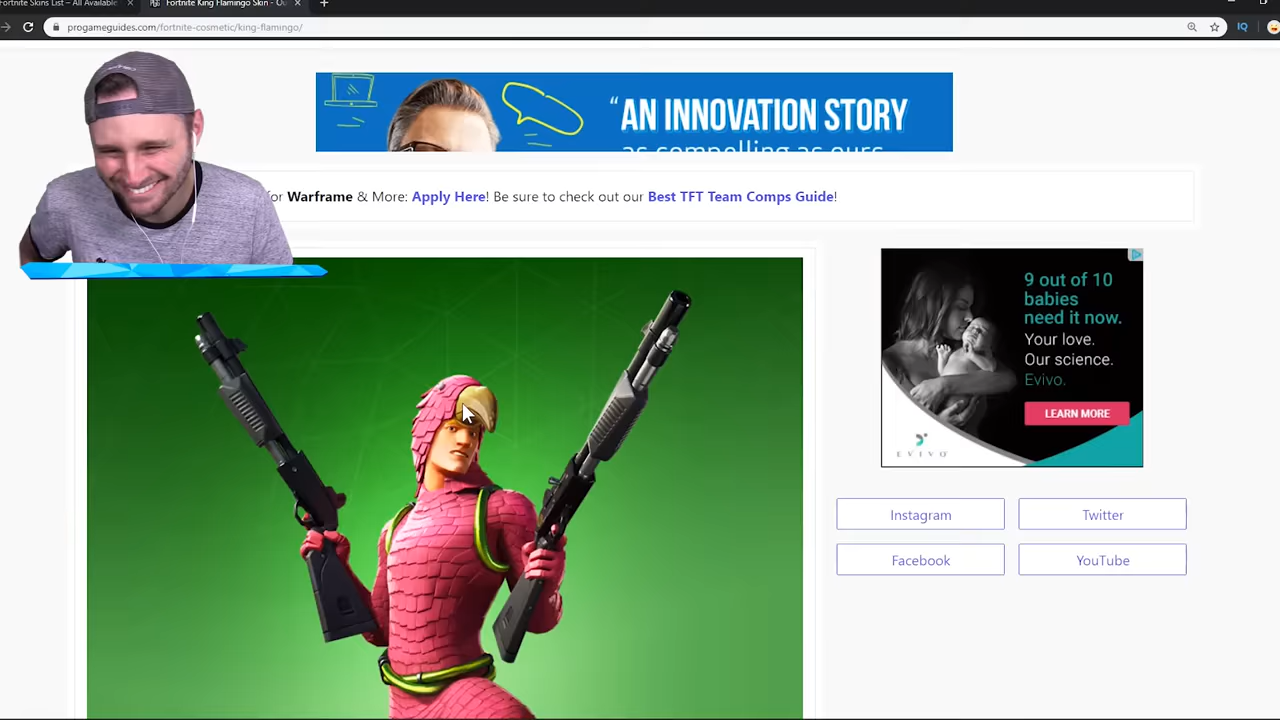 Fortnite Skins List – All Available
Fortnite King Flamingo Skin - Ou
progameguides.com/fortnite-cosmetic/king-flamingo/
IQ
“AN INNOVATION STORY
as compelling as ours
for Warframe & More: Apply Here! Be sure to check out our Best TFT Team Comps Guide!
9 out of 10
babies
need it now.
Your love.
Our science.
Evivo.
LEARN MORE
EVIVO
Instagram
Twitter
Facebook
YouTube